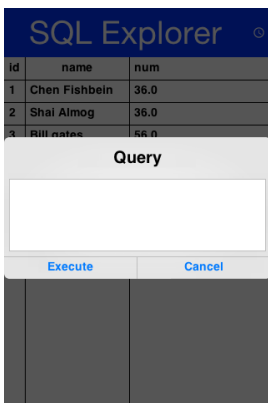 SQL Explorer
id name num
1 Chen Fishbein 36.0
2 Shai Almog 36.0
3 Bill gates 56.0
Query
Execute Cancel